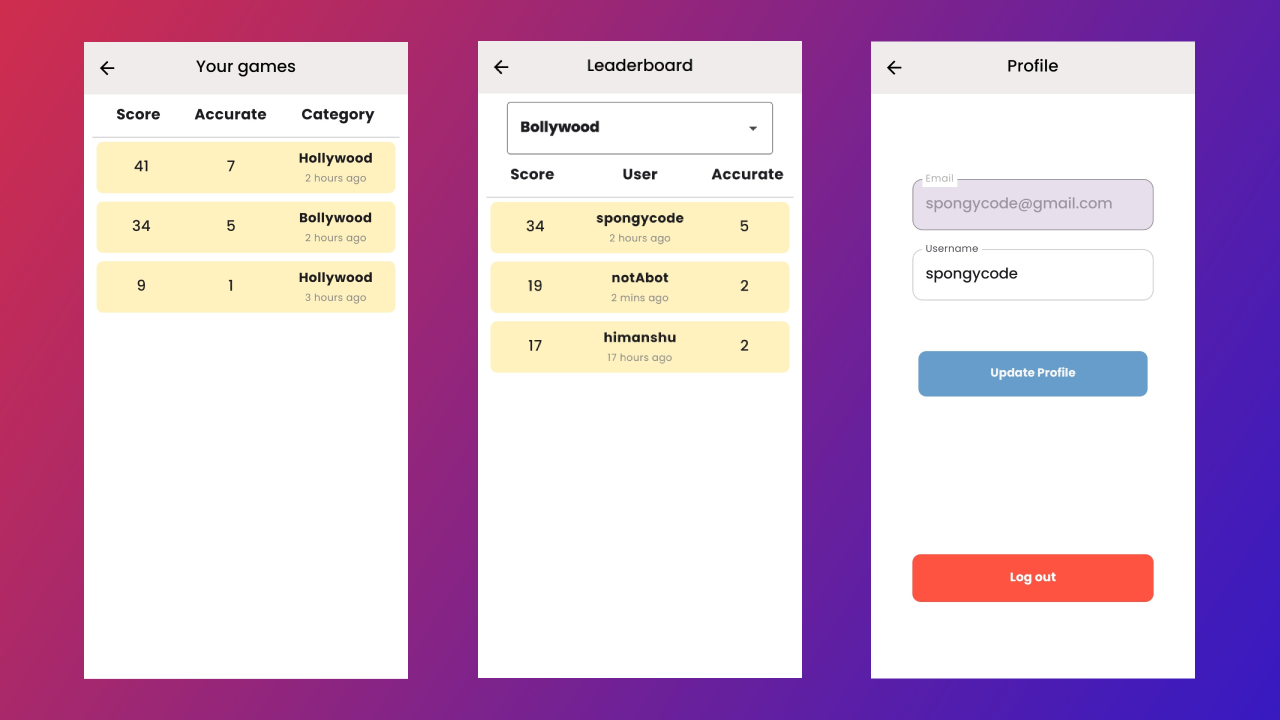 Your games
Score Accurate Category
41 7 Hollywood
2 hours ago
34 5 Bollywood
2 hours ago
9 1 Hollywood
3 hours ago
Leaderboard
Bollywood
Score User Accurate
34 spongycode 5
2 hours ago
19 notAbot 2
2 mins ago
17 himanshu 2
17 hours ago
Profile
Email
spongycode@gmail.com
Username
spongycode
Update Profile
Log out